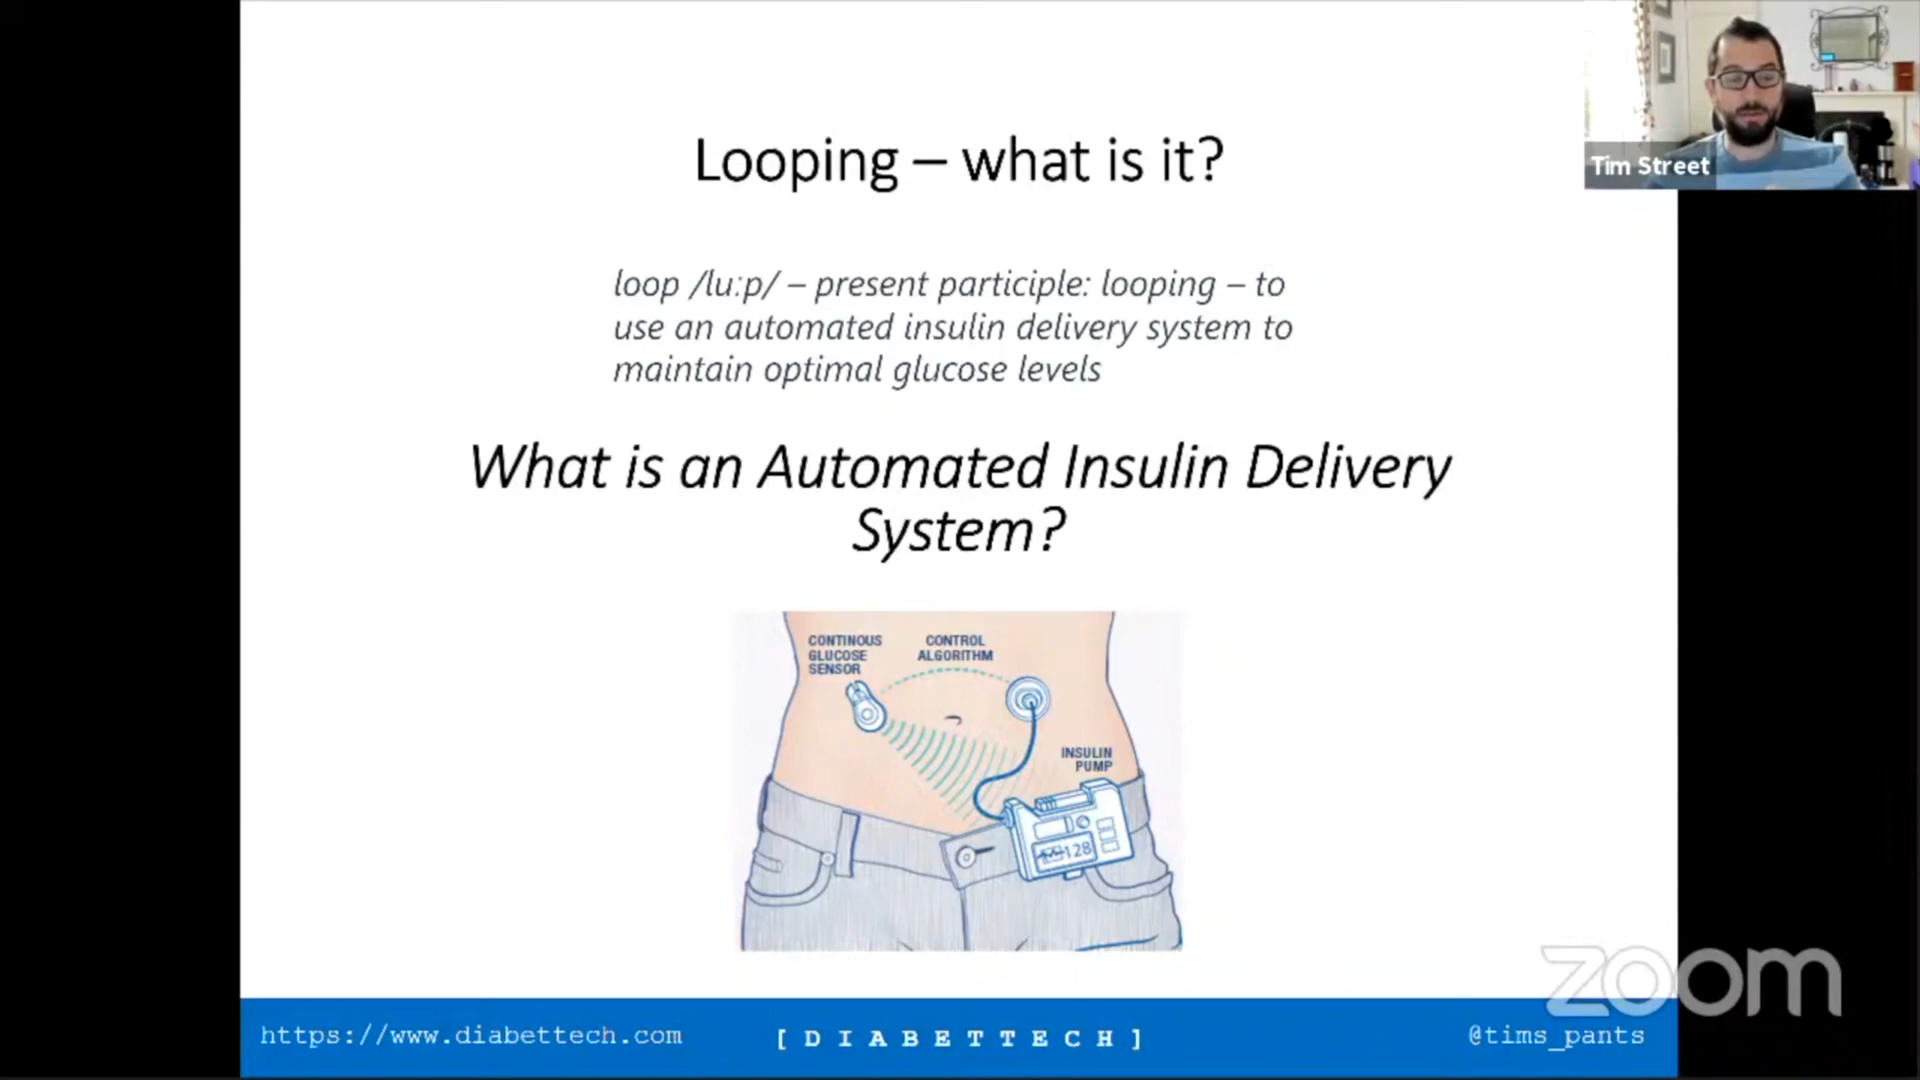 Looping – what is it?
Tim Street
loop /lu:p/ – present participle: looping – to
use an automated insulin delivery system to
maintain optimal glucose levels
What is an Automated Insulin Delivery
System?
CONTINOUS
GLUCOSE
SENSOR
CONTROL
ALGORITHM
INSULIN
PUMP
128
zoom
https://www.diabettech.com
[DIABETTECH]
@tims_pants